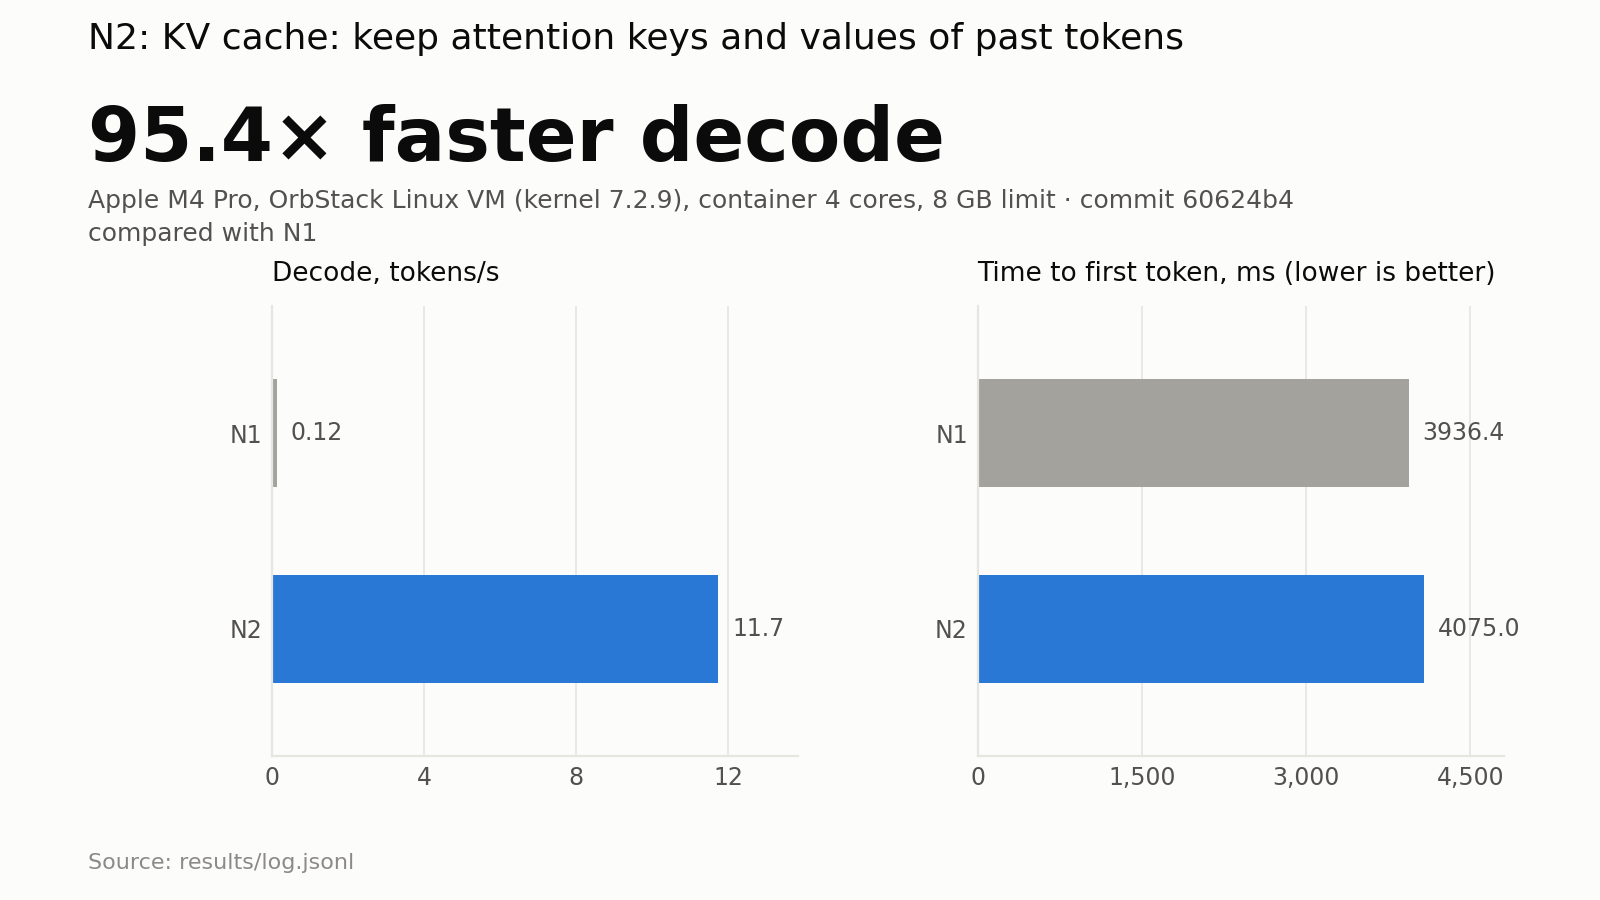 N2: KV cache: keep attention keys and values of past tokens
95.4× faster decode
Apple M4 Pro, OrbStack Linux VM (kernel 7.2.9), container 4 cores, 8 GB limit · commit 60624b4
compared with N1
Decode, tokens/s
N1
0.12
N2
11.7
0
4
8
12
Time to first token, ms (lower is better)
N1
3936.4
N2
4075.0
0
1,500
3,000
4,500
Source: results/log.jsonl